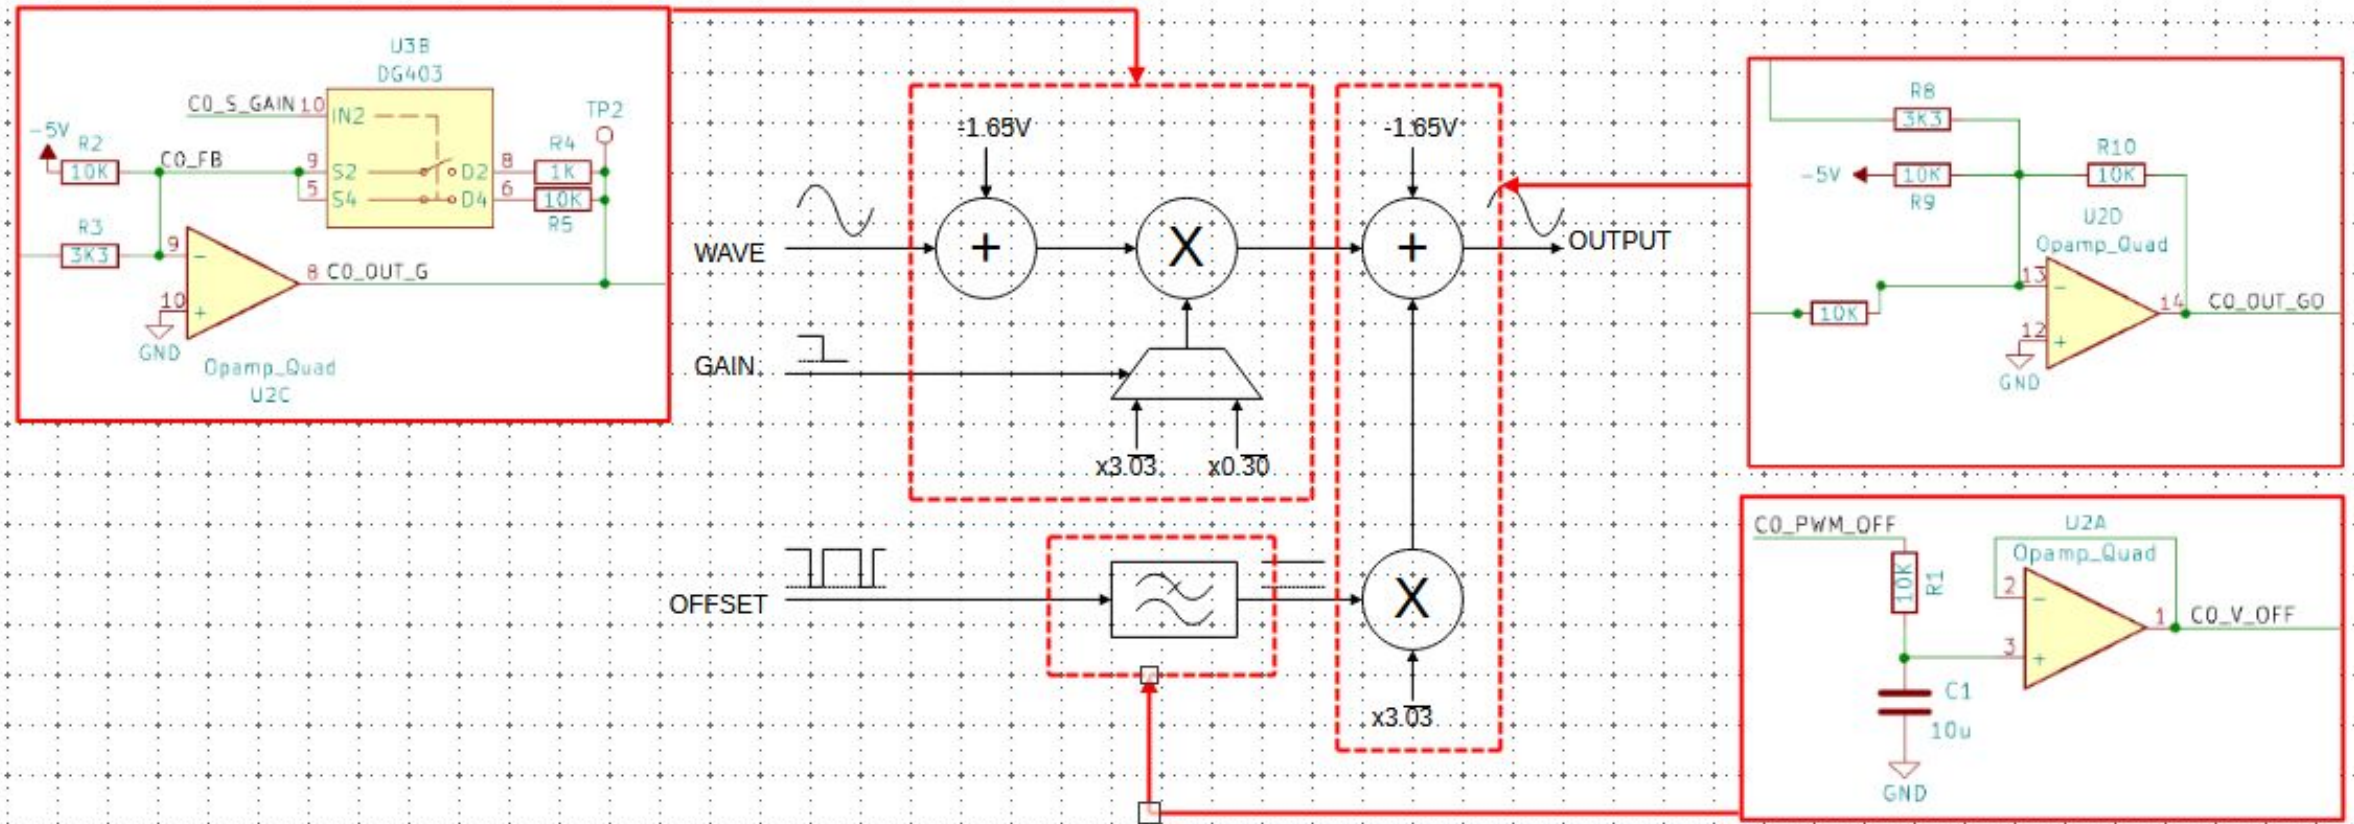 U3B
DG403
C0_S_GAIN
10
IN2
TP2
-5V
R2
10K
C0_FB
9
S2
D2
8
R4
1K
5
S4
D4
6
10K
R5
R3
3K3
9
-
8
C0_OUT_G
10
+
GND
Opamp_Quad
U2C
-1.65V
-1.65V
WAVE
+
X
+
OUTPUT
GAIN
x3.03
x0.30
OFFSET
X
x3.03
R8
3K3
-5V
10K
R9
R10
10K
U2D
Opamp_Quad
13
-
10K
14
C0_OUT_GO
12
+
GND
C0_PWM_OFF
U2A
Opamp_Quad
10K
R1
2
-
1
C0_V_OFF
3
+
C1
10u
GND